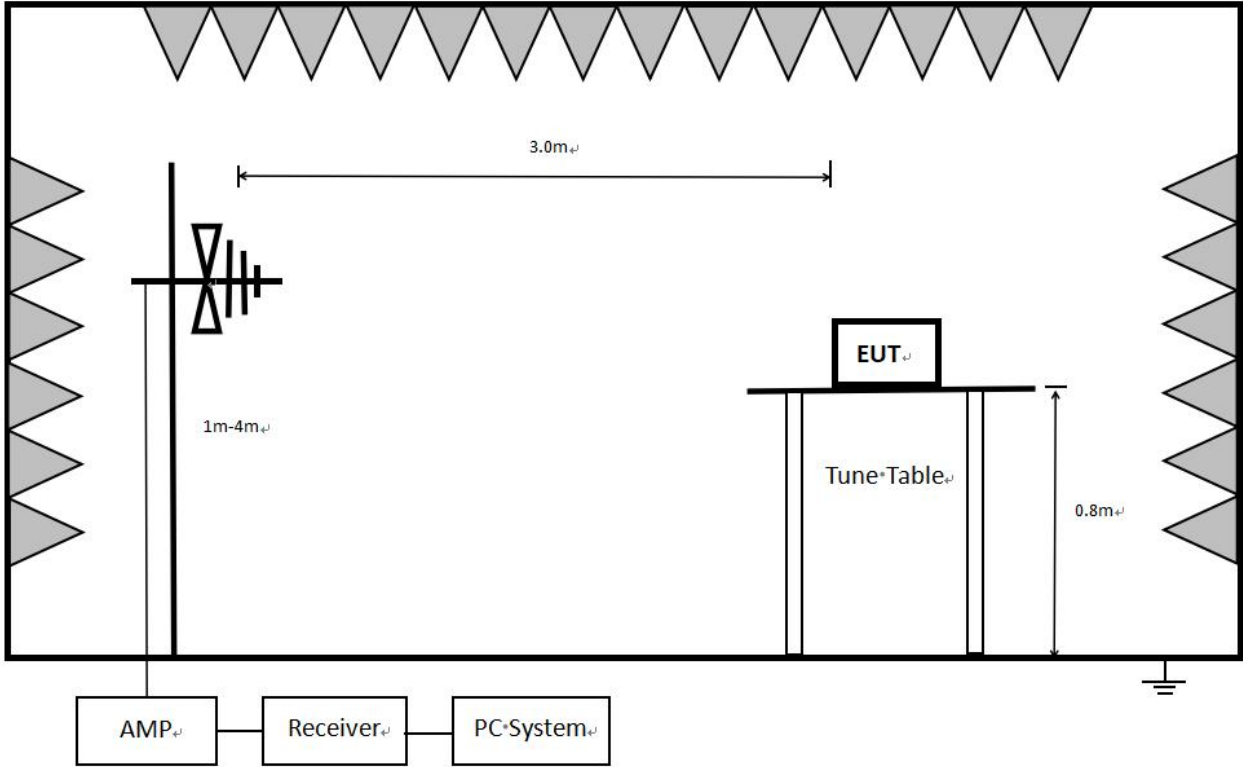 3.0m
EUT
1m-4m
Tune Table
0.8m
AMP
Receiver
PC System